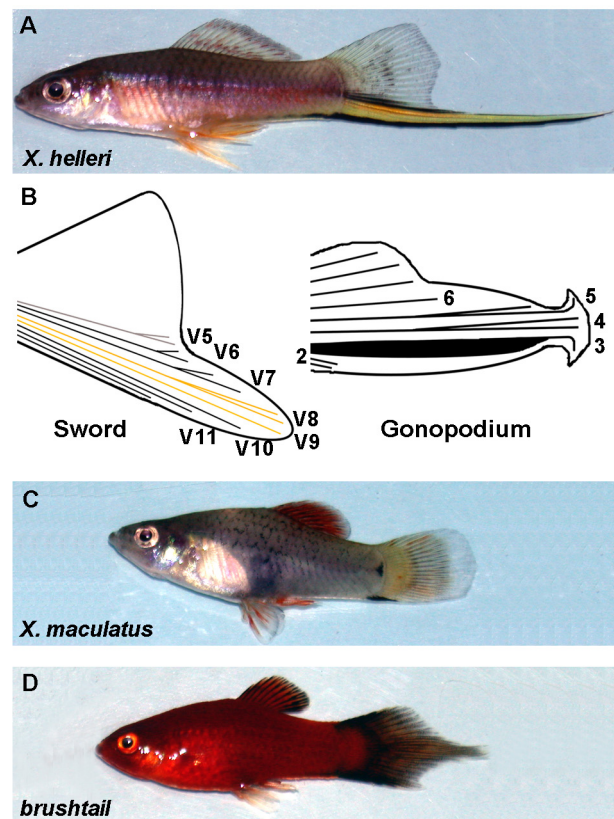 A
X. helleri
B
V5
V6
V7
V8
V9
V10
V11
Sword
2
6
5
4
3
Gonopodium
C
X. maculatus
D
brushtail